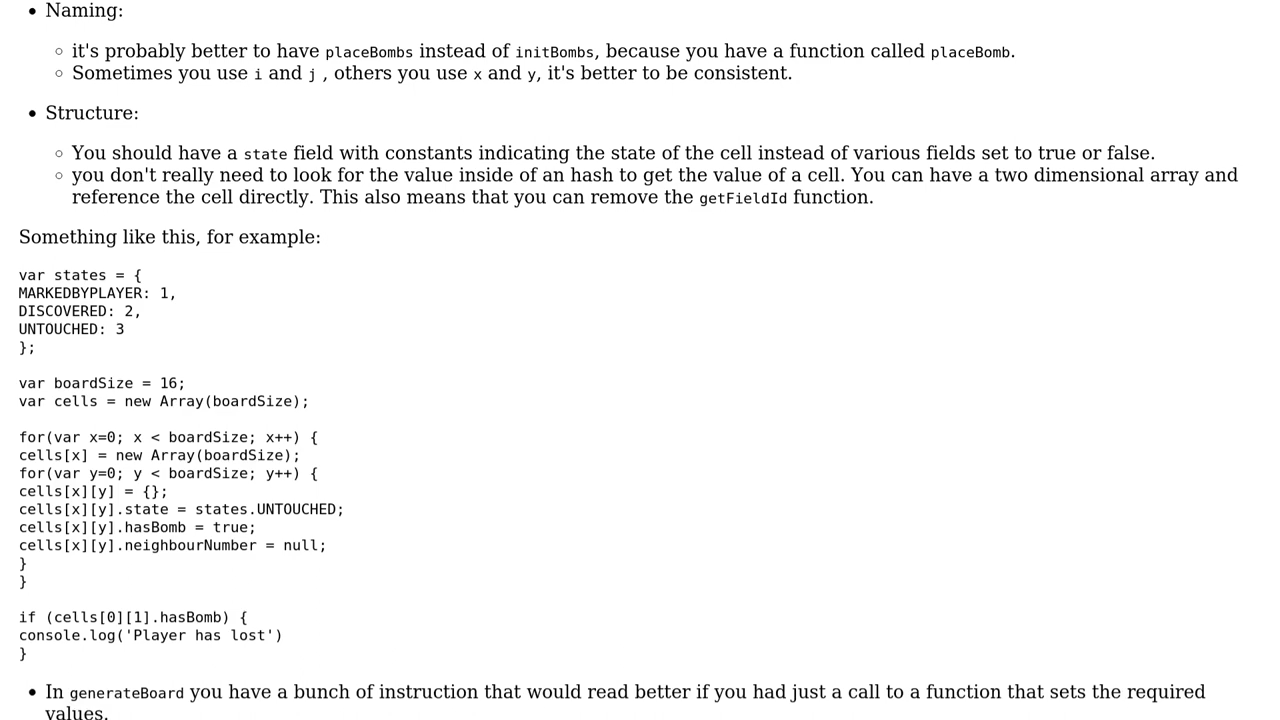 • Naming:
◦ it's probably better to have placeBombs instead of initBombs, because you have a function called placeBomb.
◦ Sometimes you use i and j , others you use x and y, it's better to be consistent.
• Structure:
◦ You should have a state field with constants indicating the state of the cell instead of various fields set to true or false.
◦ you don't really need to look for the value inside of an hash to get the value of a cell. You can have a two dimensional array and
reference the cell directly. This also means that you can remove the getFieldId function.
Something like this, for example:
var states = {
MARKEDBYPLAYER: 1,
DISCOVERED: 2,
UNTOUCHED: 3
};
var boardSize = 16;
var cells = new Array(boardSize);
for(var x=0; x < boardSize; x++) {
cells[x] = new Array(boardSize);
for(var y=0; y < boardSize; y++) {
cells[x][y] = {};
cells[x][y].state = states.UNTOUCHED;
cells[x][y].hasBomb = true;
cells[x][y].neighbourNumber = null;
}
}
if (cells[0][1].hasBomb) {
console.log('Player has lost')
}
• In generateBoard you have a bunch of instruction that would read better if you had just a call to a function that sets the required
values.